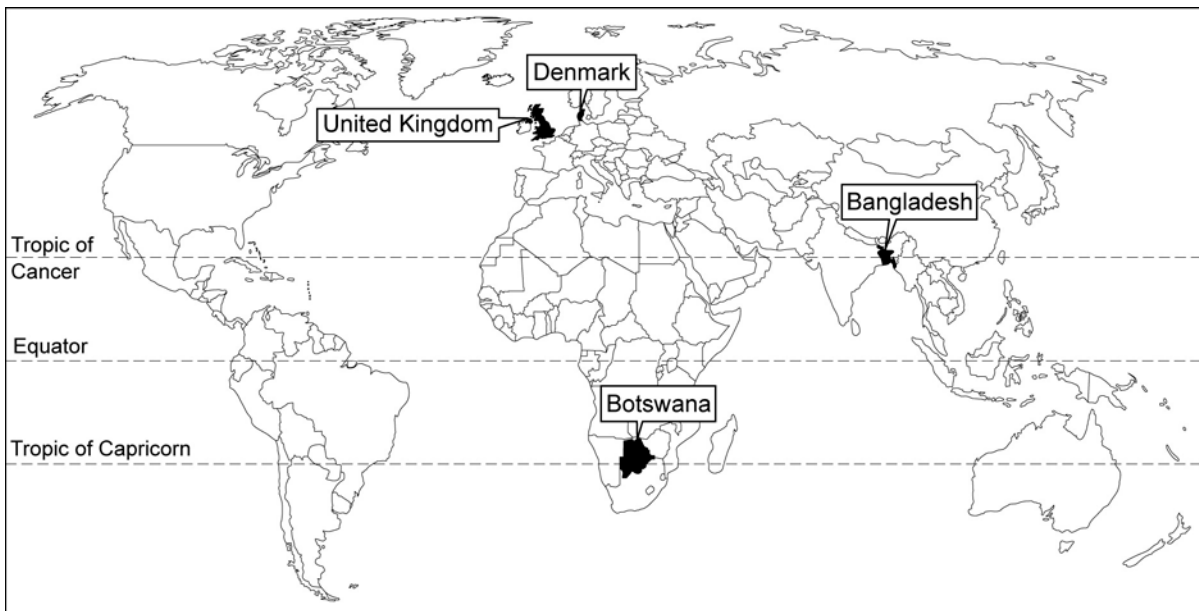 Denmark
United Kingdom
Bangladesh
Tropic of
Cancer
Equator
Botswana
Tropic of Capricorn